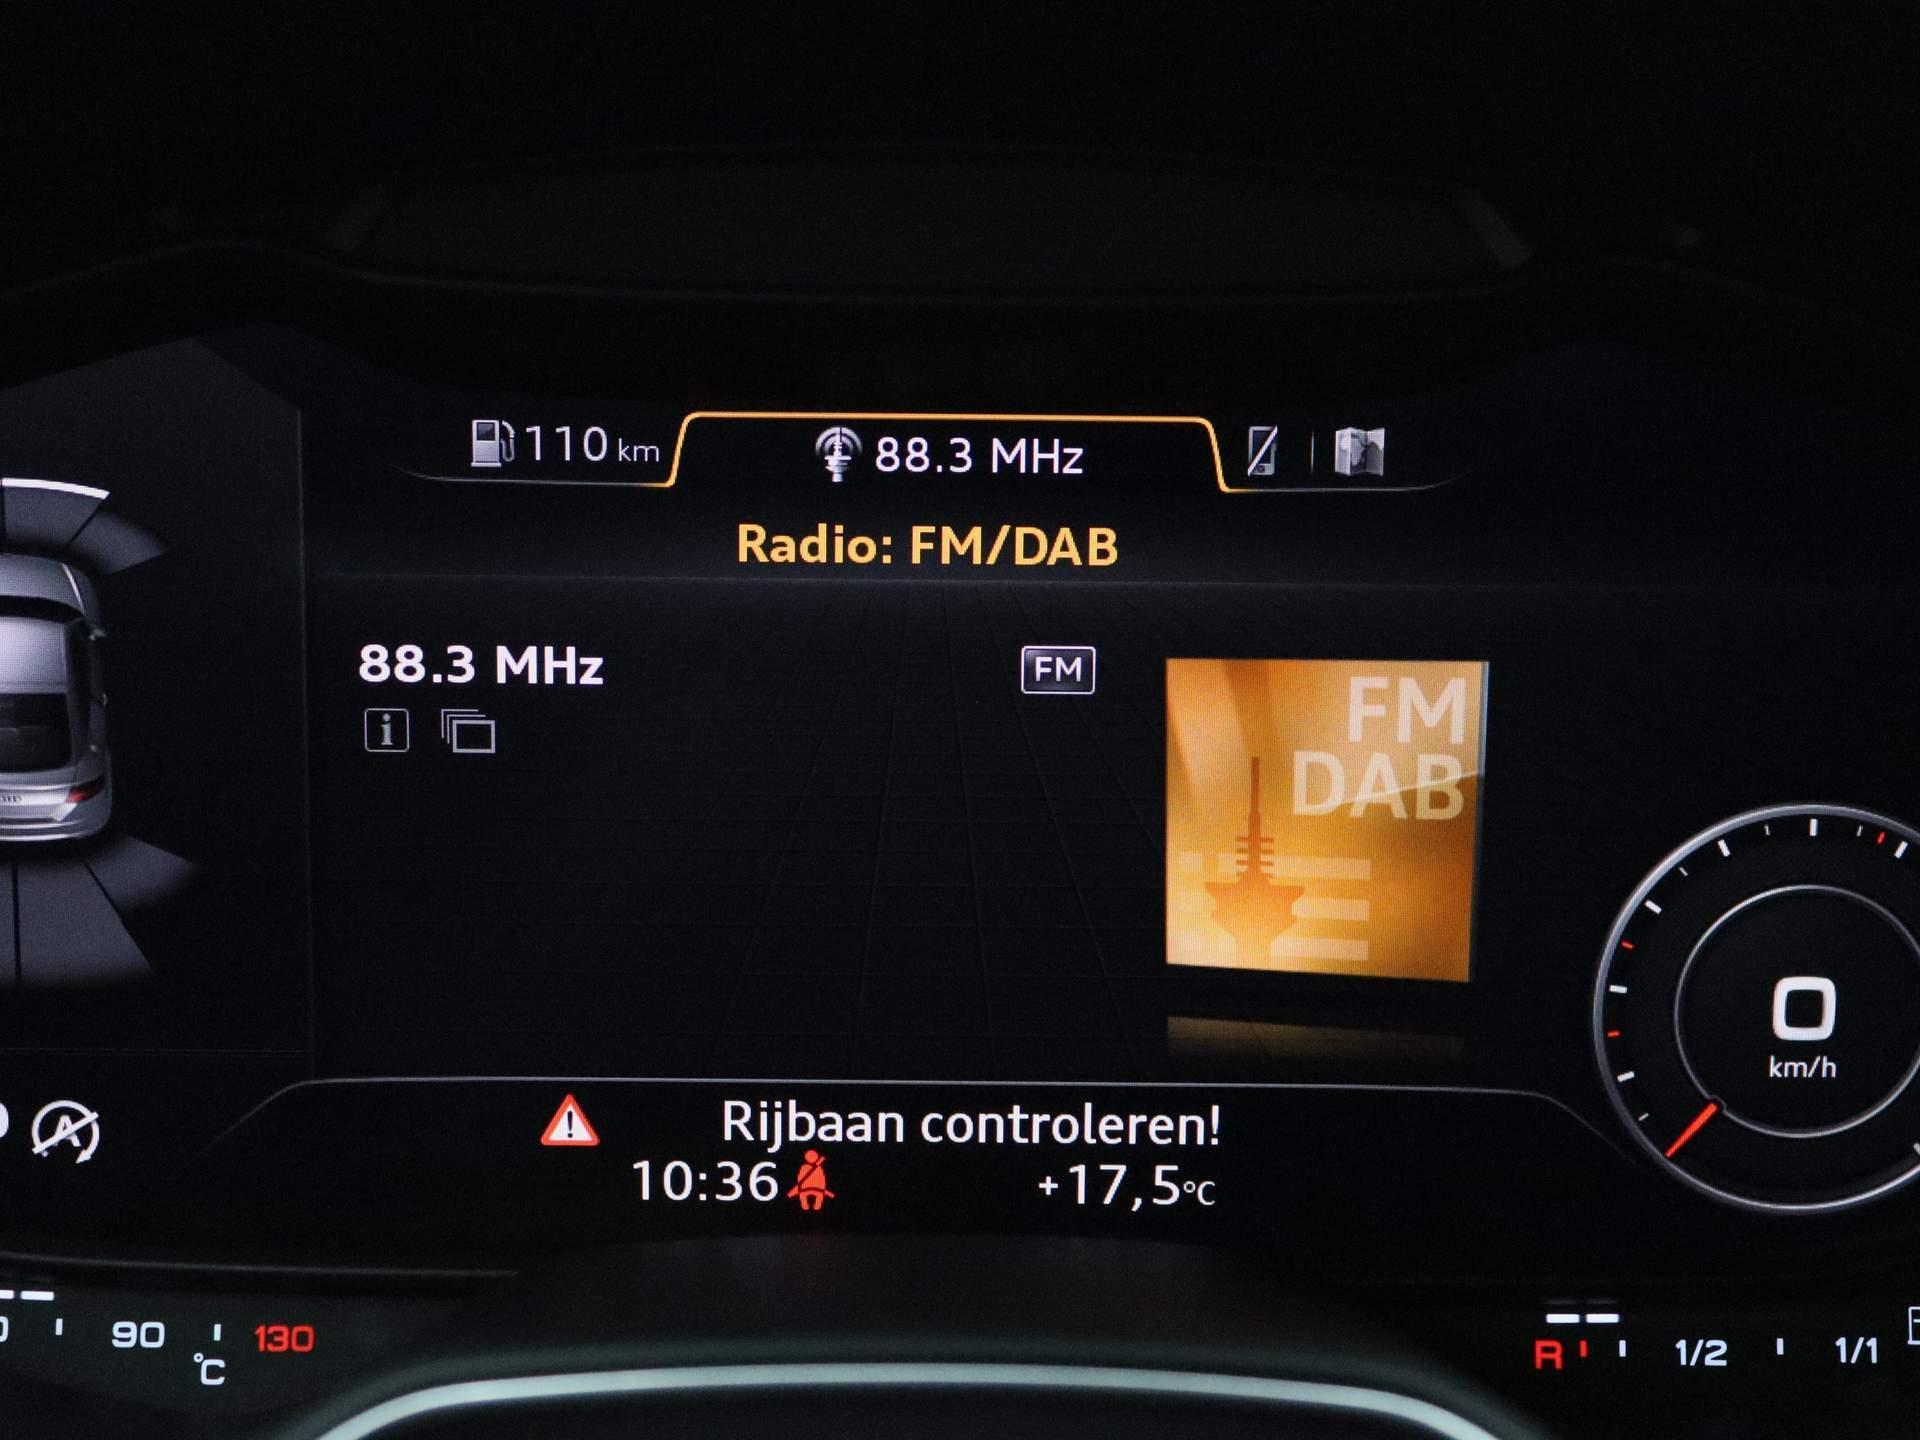 110 km
88.3 MHz
Radio: FM/DAB
88.3 MHz
FM
i
FM
DAB
0
km/h
A
Rijbaan controleren!
10:36
+17,5°C
90
130
°C
R
1/2
1/1